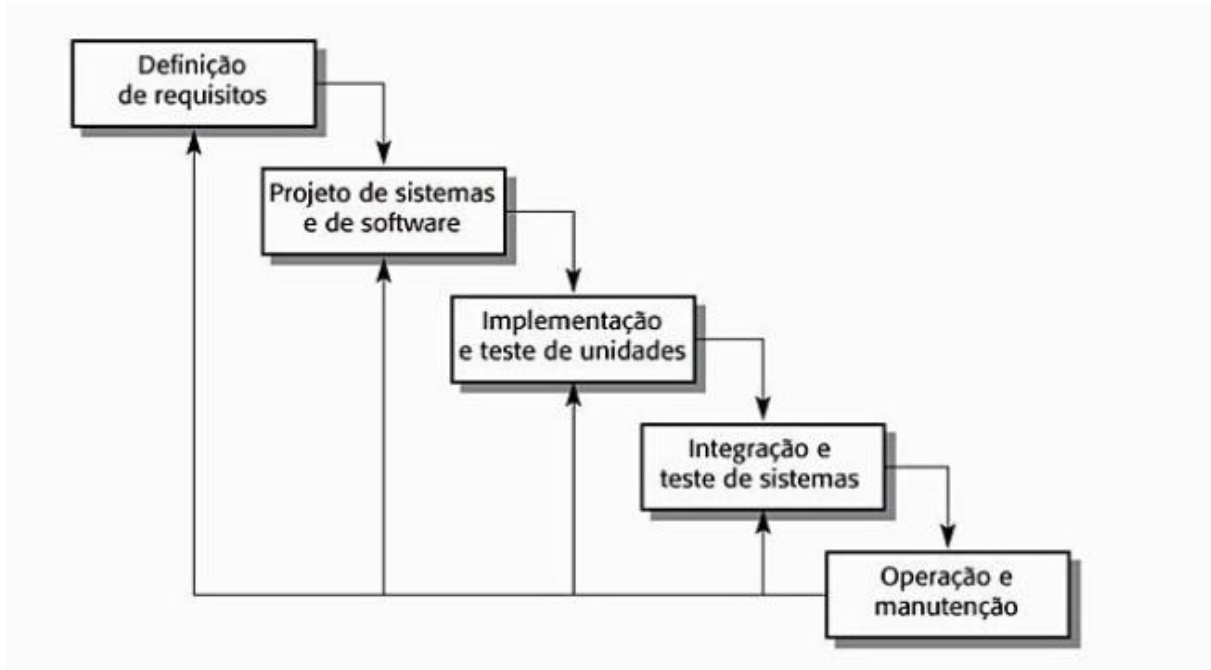 Definição
de requisitos
Projeto de sistemas
e de software
Implementação
e teste de unidades
Integração e
teste de sistemas
Operação e
manutenção